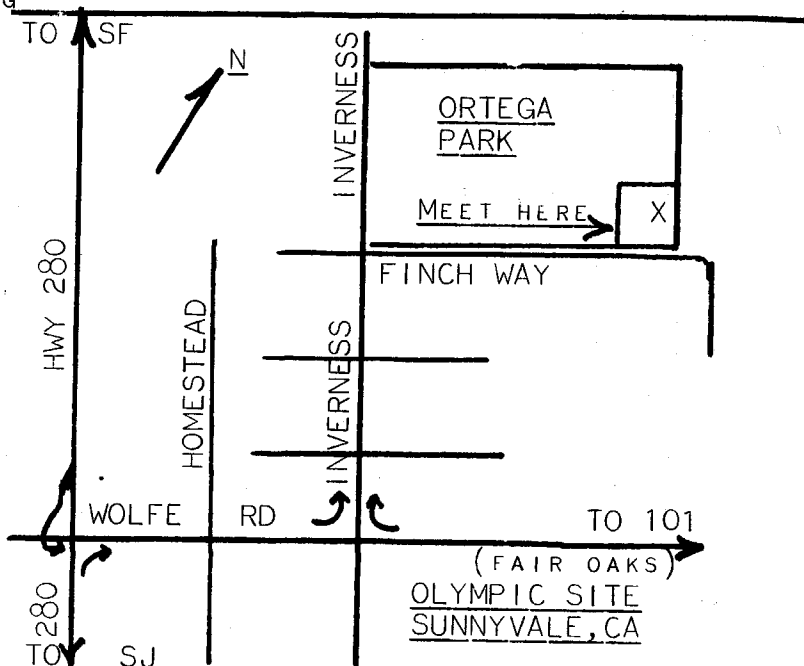 G
TO SF
N
INVERNESS
ORTEGA
PARK
MEET HERE X
FINCH WAY
HWY 280
HOMESTEAD
INVERNESS
INVERNESS
WOLFE RD
TO 101
(FAIR OAKS)
OLYMPIC SITE
SUNNYVALE, CA
280
TO SJ